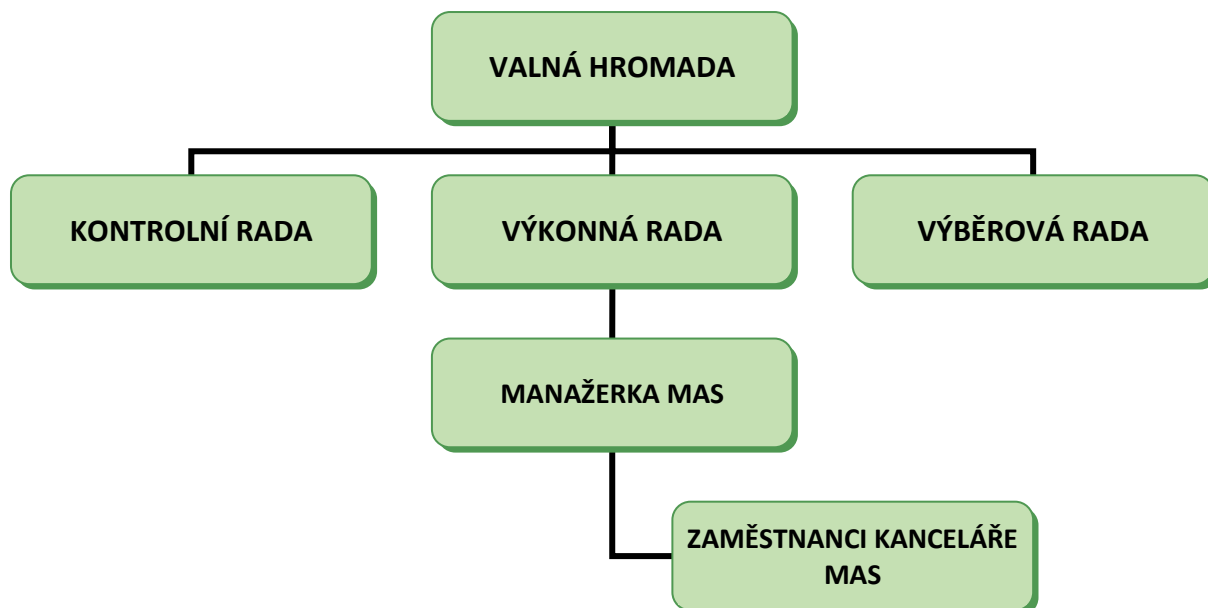 VALNÁ HROMADA
KONTROLNÍ RADA
VÝKONNÁ RADA
VÝBĚROVÁ RADA
MANAŽERKA MAS
ZAMĚSTNANCI KANCELÁŘE
MAS